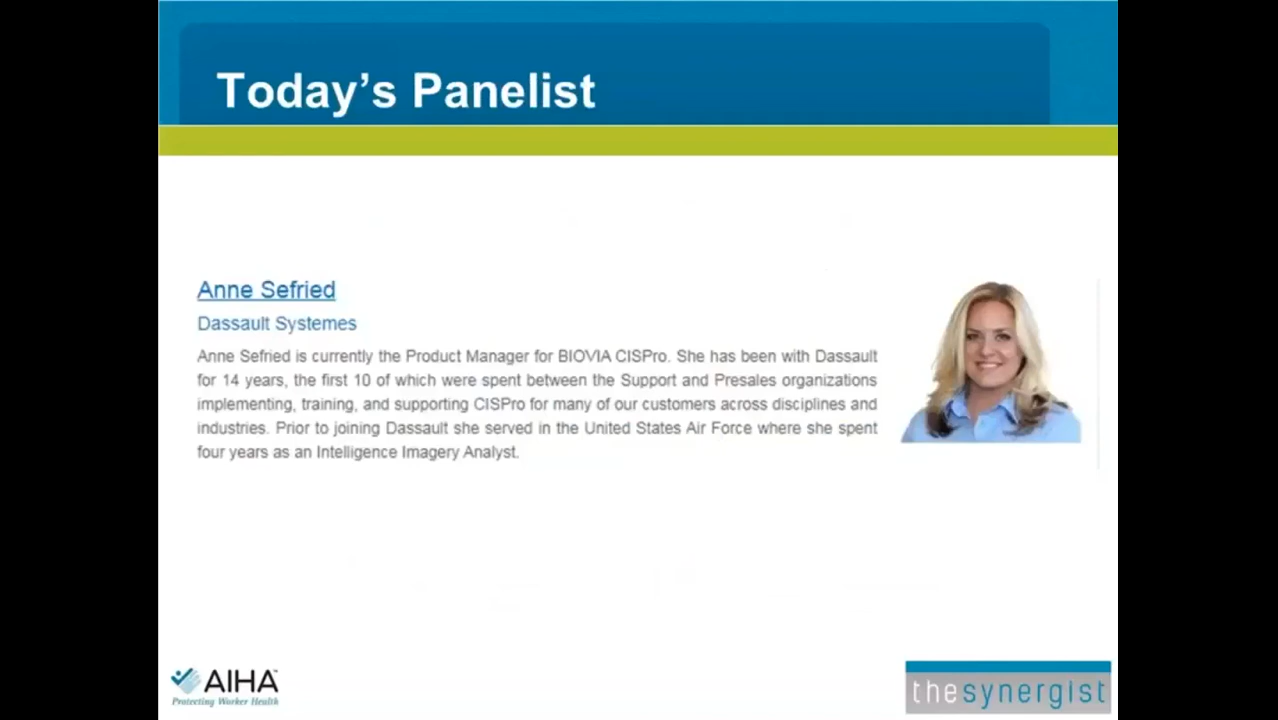 Today's Panelist
Anne Sefried
Dassault Systemes
Anne Sefried is currently the Product Manager for BIOVIA CISPro. She has been with Dassault
for 14 years, the first 10 of which were spent between the Support and Presales organizations
implementing, training, and supporting CISPro for many of our customers across disciplines and
industries. Prior to joining Dassault she served in the United States Air Force where she spent
four years as an Intelligence Imagery Analyst.
AIHA™
Protecting Worker Health
thesynergist